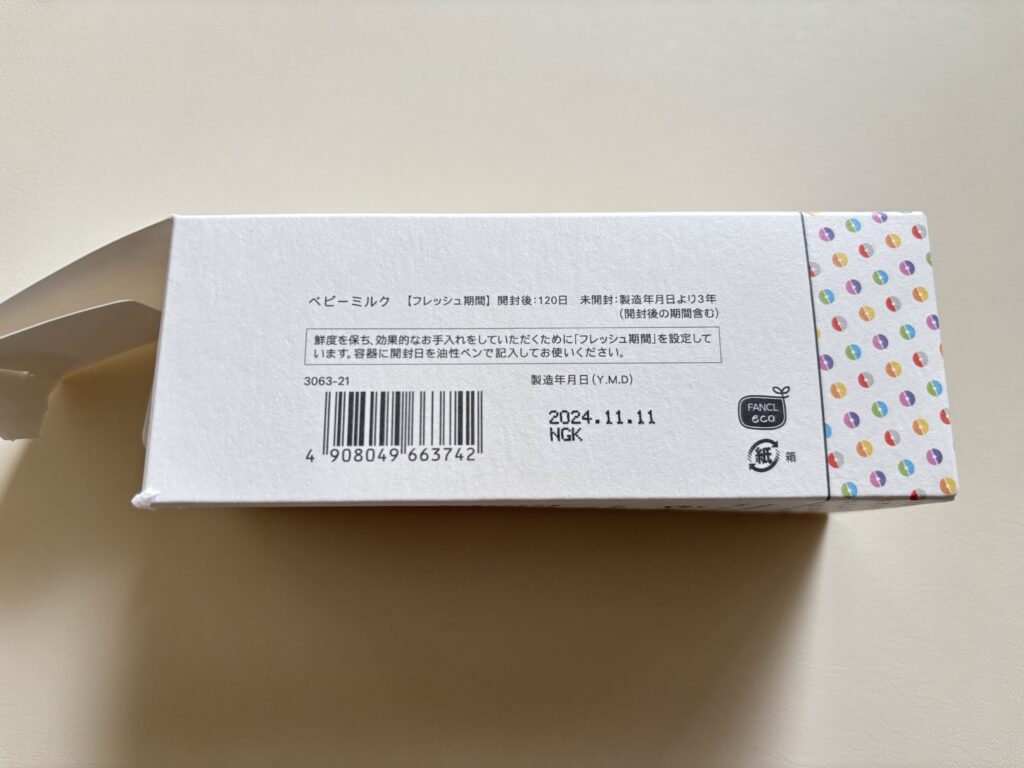 ベビーミルク 【フレッシュ期間】開封後:120日 未開封:製造年月日より3年
(開封後の期間含む)
鮮度を保ち、効果的なお手入れをしていただくために「フレッシュ期間」を設定して
います。容器に開封日を油性ペンで記入してお使いください。
3063-21
製造年月日(Y.M.D)
2024.11.11
NGK
4 908049 663742
FANCL
eco
紙 箱